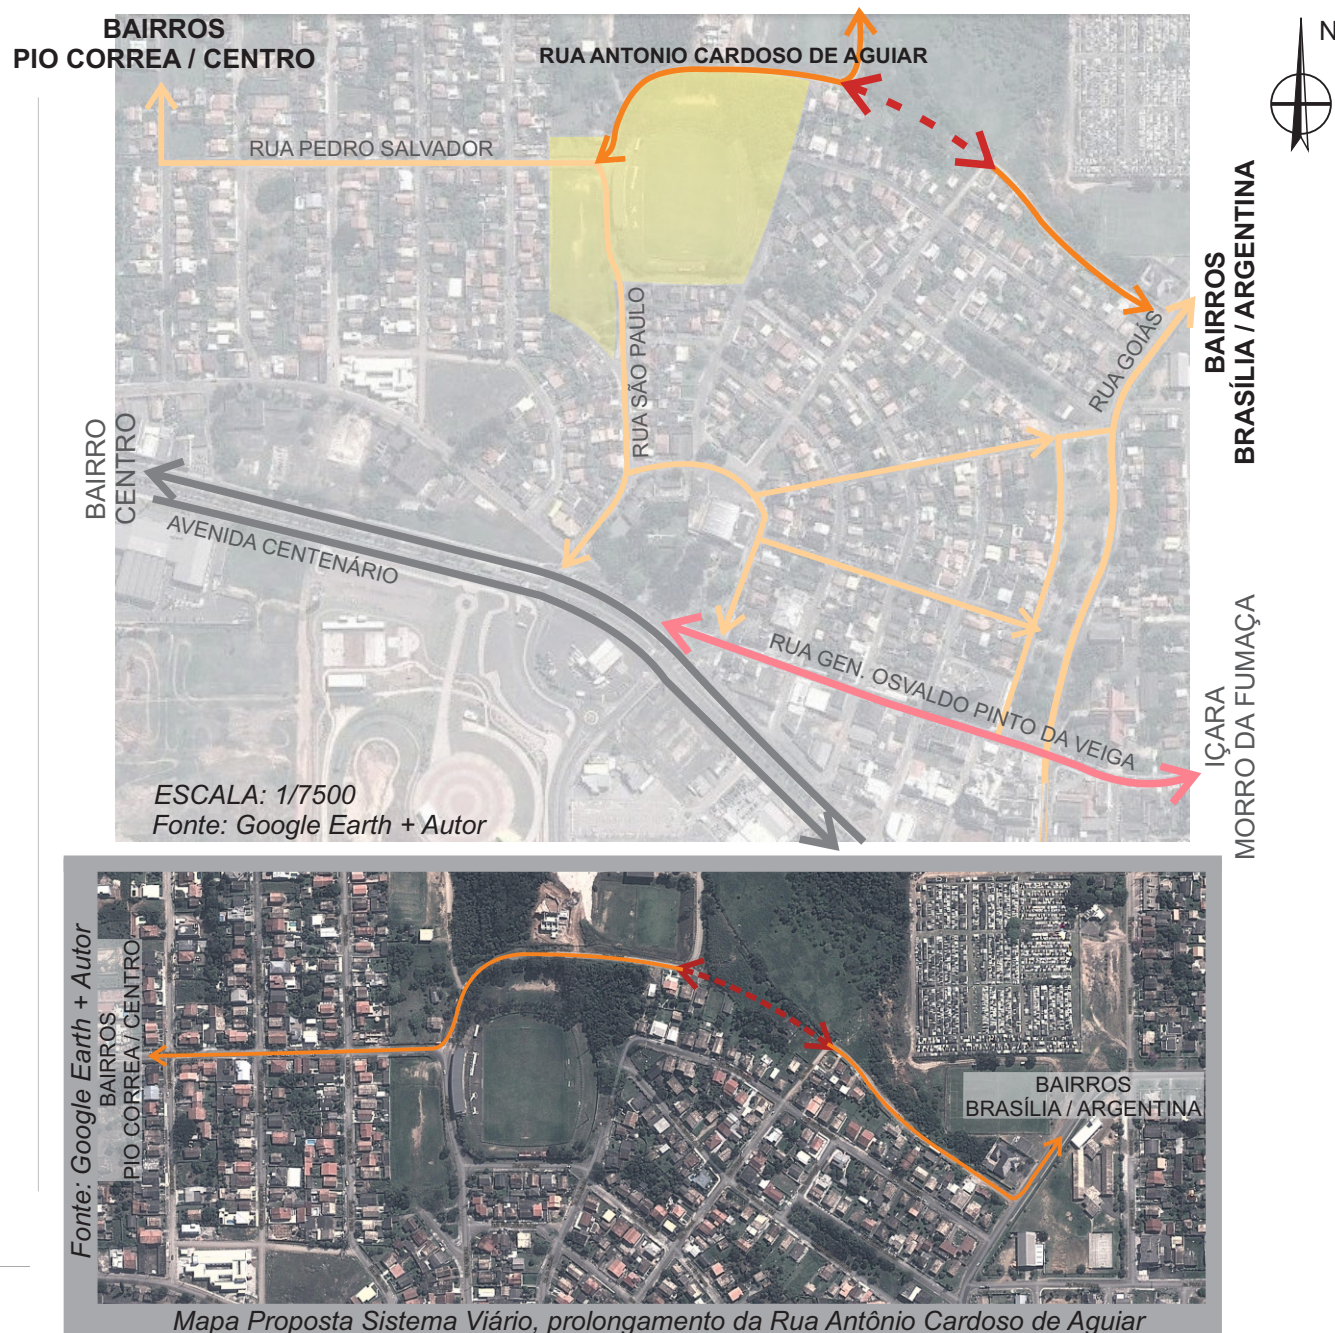 BAIRROS
PIO CORREA / CENTRO
RUA ANTONIO CARDOSO DE AGUIAR
N
RUA PEDRO SALVADOR
BAIRROS
BRASÍLIA / ARGENTINA
RUA SÃO PAULO
RUA GOIÁS
BAIRRO
CENTRO
AVENIDA CENTENÁRIO
RUA GEN. OSVALDO PINTO DA VEIGA
IÇARA
MORRO DA FUMAÇA
ESCALA: 1/7500
Fonte: Google Earth + Autor
Fonte: Google Earth + Autor
BAIRROS
PIO CORREA / CENTRO
BAIRROS
BRASÍLIA / ARGENTINA
Mapa Proposta Sistema Viário, prolongamento da Rua Antônio Cardoso de Aguiar